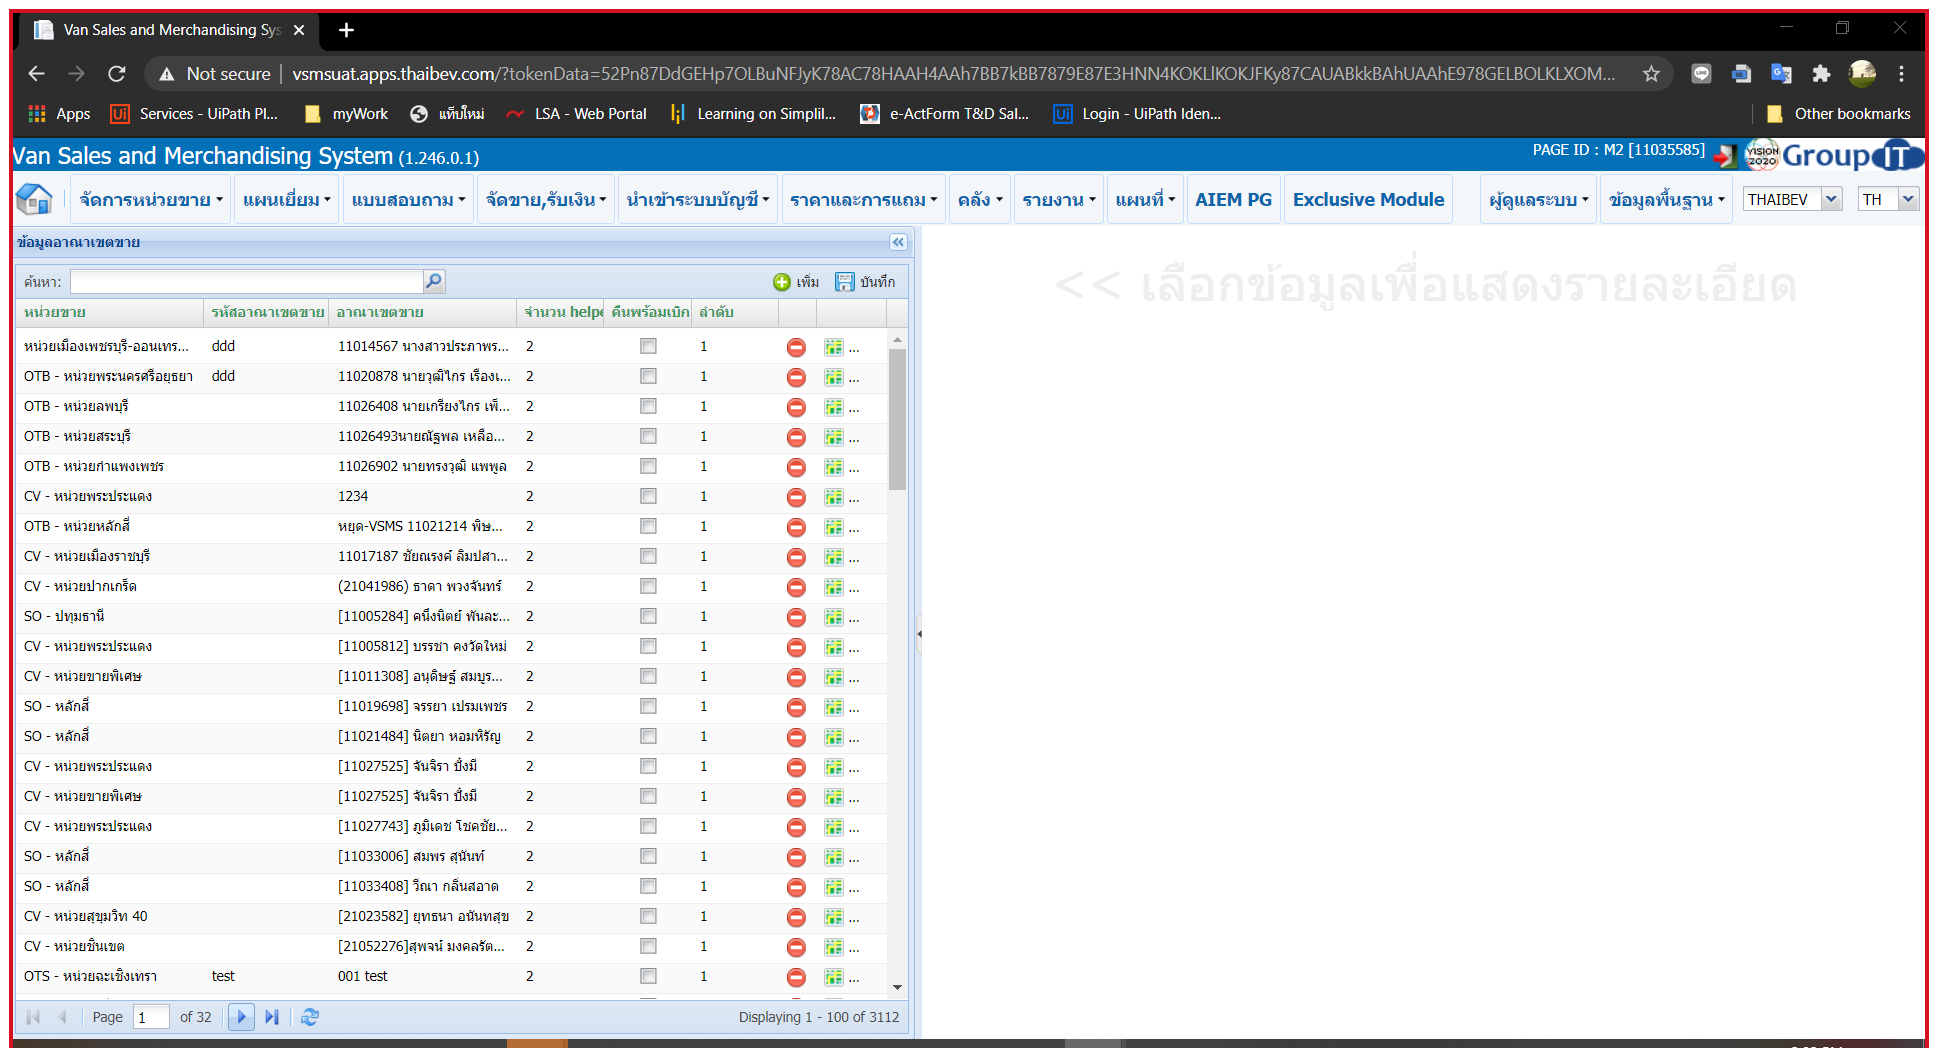 Van Sales and Merchandising Sys
Not secure | vsmsuat.apps.thaibev.com/?tokenData=52Pn87DdGEHp7OLBuNFJyK78AC78HAAH4AAh7BB7kBB7879E87E3HNN4KOKLlKOKJFKy87CAUABkkBAhUAAhE978GELBOLKLXOM...
Apps Ui Services - UiPath Pl... myWork แท็บใหม่ LSA - Web Portal Learning on Simplil... e-ActForm T&D Sal... Ui Login - UiPath Iden... Other bookmarks
Van Sales and Merchandising System (1.246.0.1) PAGE ID : M2 [11035585] VISION 2020 Group IT
จัดการหน่วยขาย แผนเยี่ยม แบบสอบถาม จัดขาย,รับเงิน นำเข้าระบบบัญชี ราคาและการแถม คลัง รายงาน แผนที่ AIEM PG Exclusive Module ผู้ดูแลระบบ ข้อมูลพื้นฐาน THAIBEV TH
ข้อมูลอาณาเขตขาย
<< เลือกข้อมูลเพื่อแสดงรายละเอียด
ค้นหา: เพิ่ม บันทึก
หน่วยขาย รหัสอาณาเขตขาย อาณาเขตขาย จำนวน helpe คืนพร้อมเบิก ลำดับ
หน่วยเมืองเพชรบุรี-ออนเทร... ddd 11014567 นางสาวประภาพร... 2 1 ...
OTB - หน่วยพระนครศรีอยุธยา ddd 11020878 นายวุฒิไกร เรืองเ... 2 1 ...
OTB - หน่วยลพบุรี 11026408 นายเกรียงไกร เพ็... 2 1 ...
OTB - หน่วยสระบุรี 11026493นายณัฐพล เหลือ... 2 1 ...
OTB - หน่วยกำแพงเพชร 11026902 นายทรงวุฒิ แพพูล 2 1 ...
CV - หน่วยพระประแดง 1234 2 1 ...
OTB - หน่วยหลักสี่ หยุด-VSMS 11021214 พิษ... 2 1 ...
CV - หน่วยเมืองราชบุรี 11017187 ชัยณรงค์ ลิมปสา... 2 1 ...
CV - หน่วยปากเกร็ด (21041986) ธาดา พวงจันทร์ 2 1 ...
SO - ปทุมธานี [11005284] คนึงนิตย์ พันละ... 2 1 ...
CV - หน่วยพระประแดง [11005812] บรรชา คงวัดใหม่ 2 1 ...
CV - หน่วยขายพิเศษ [11011308] อนุดิษฐ์ สมบูร... 2 1 ...
SO - หลักสี่ [11019698] จรรยา เปรมเพชร 2 1 ...
SO - หลักสี่ [11021484] นิตยา หอมหิรัญ 2 1 ...
CV - หน่วยพระประแดง [11027525] จันจิรา บั้งมี 2 1 ...
CV - หน่วยขายพิเศษ [11027525] จันจิรา บั้งมี 2 1 ...
CV - หน่วยพระประแดง [11027743] ภูมิเดช โชคชัย... 2 1 ...
SO - หลักสี่ [11033006] สมพร สุนันท์ 2 1 ...
SO - หลักสี่ [11033408] วีณา กลิ่นสอาด 2 1 ...
CV - หน่วยสุขุมวิท 40 [21023582] ยุทธนา อนันทสุข 2 1 ...
CV - หน่วยชินเขต [21052276]สุพจน์ มงคลรัต... 2 1 ...
OTS - หน่วยฉะเชิงเทรา test 001 test 2 1 ...
Page 1 of 32 Displaying 1 - 100 of 3112